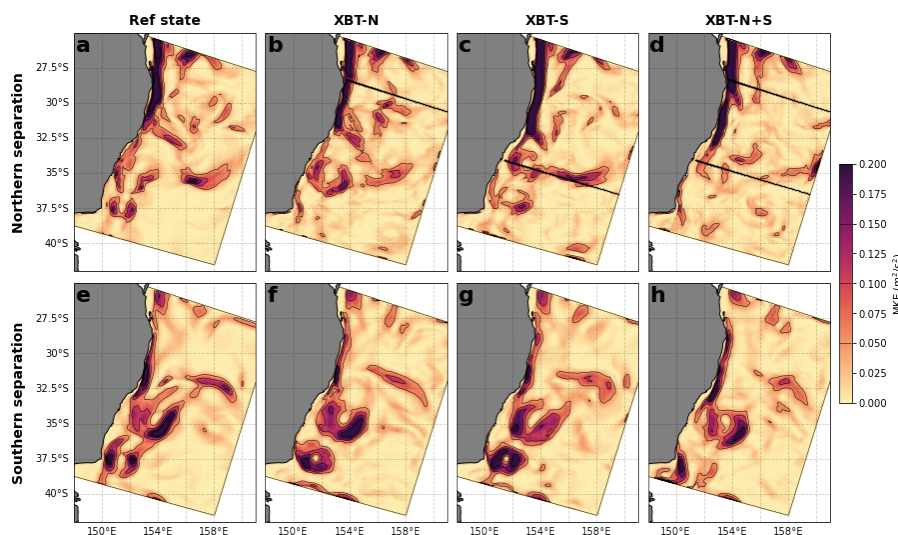 Ref state XBT-N XBT-S XBT-N+S
Northern separation
a b c d
27.5°S
30°S
32.5°S
35°S
37.5°S
40°S
Southern separation
e f g h
27.5°S
30°S
32.5°S
35°S
37.5°S
40°S
150°E 154°E 158°E 150°E 154°E 158°E 150°E 154°E 158°E 150°E 154°E 158°E
0.200
0.175
0.150
0.125
0.100
0.075
0.050
0.025
0.000